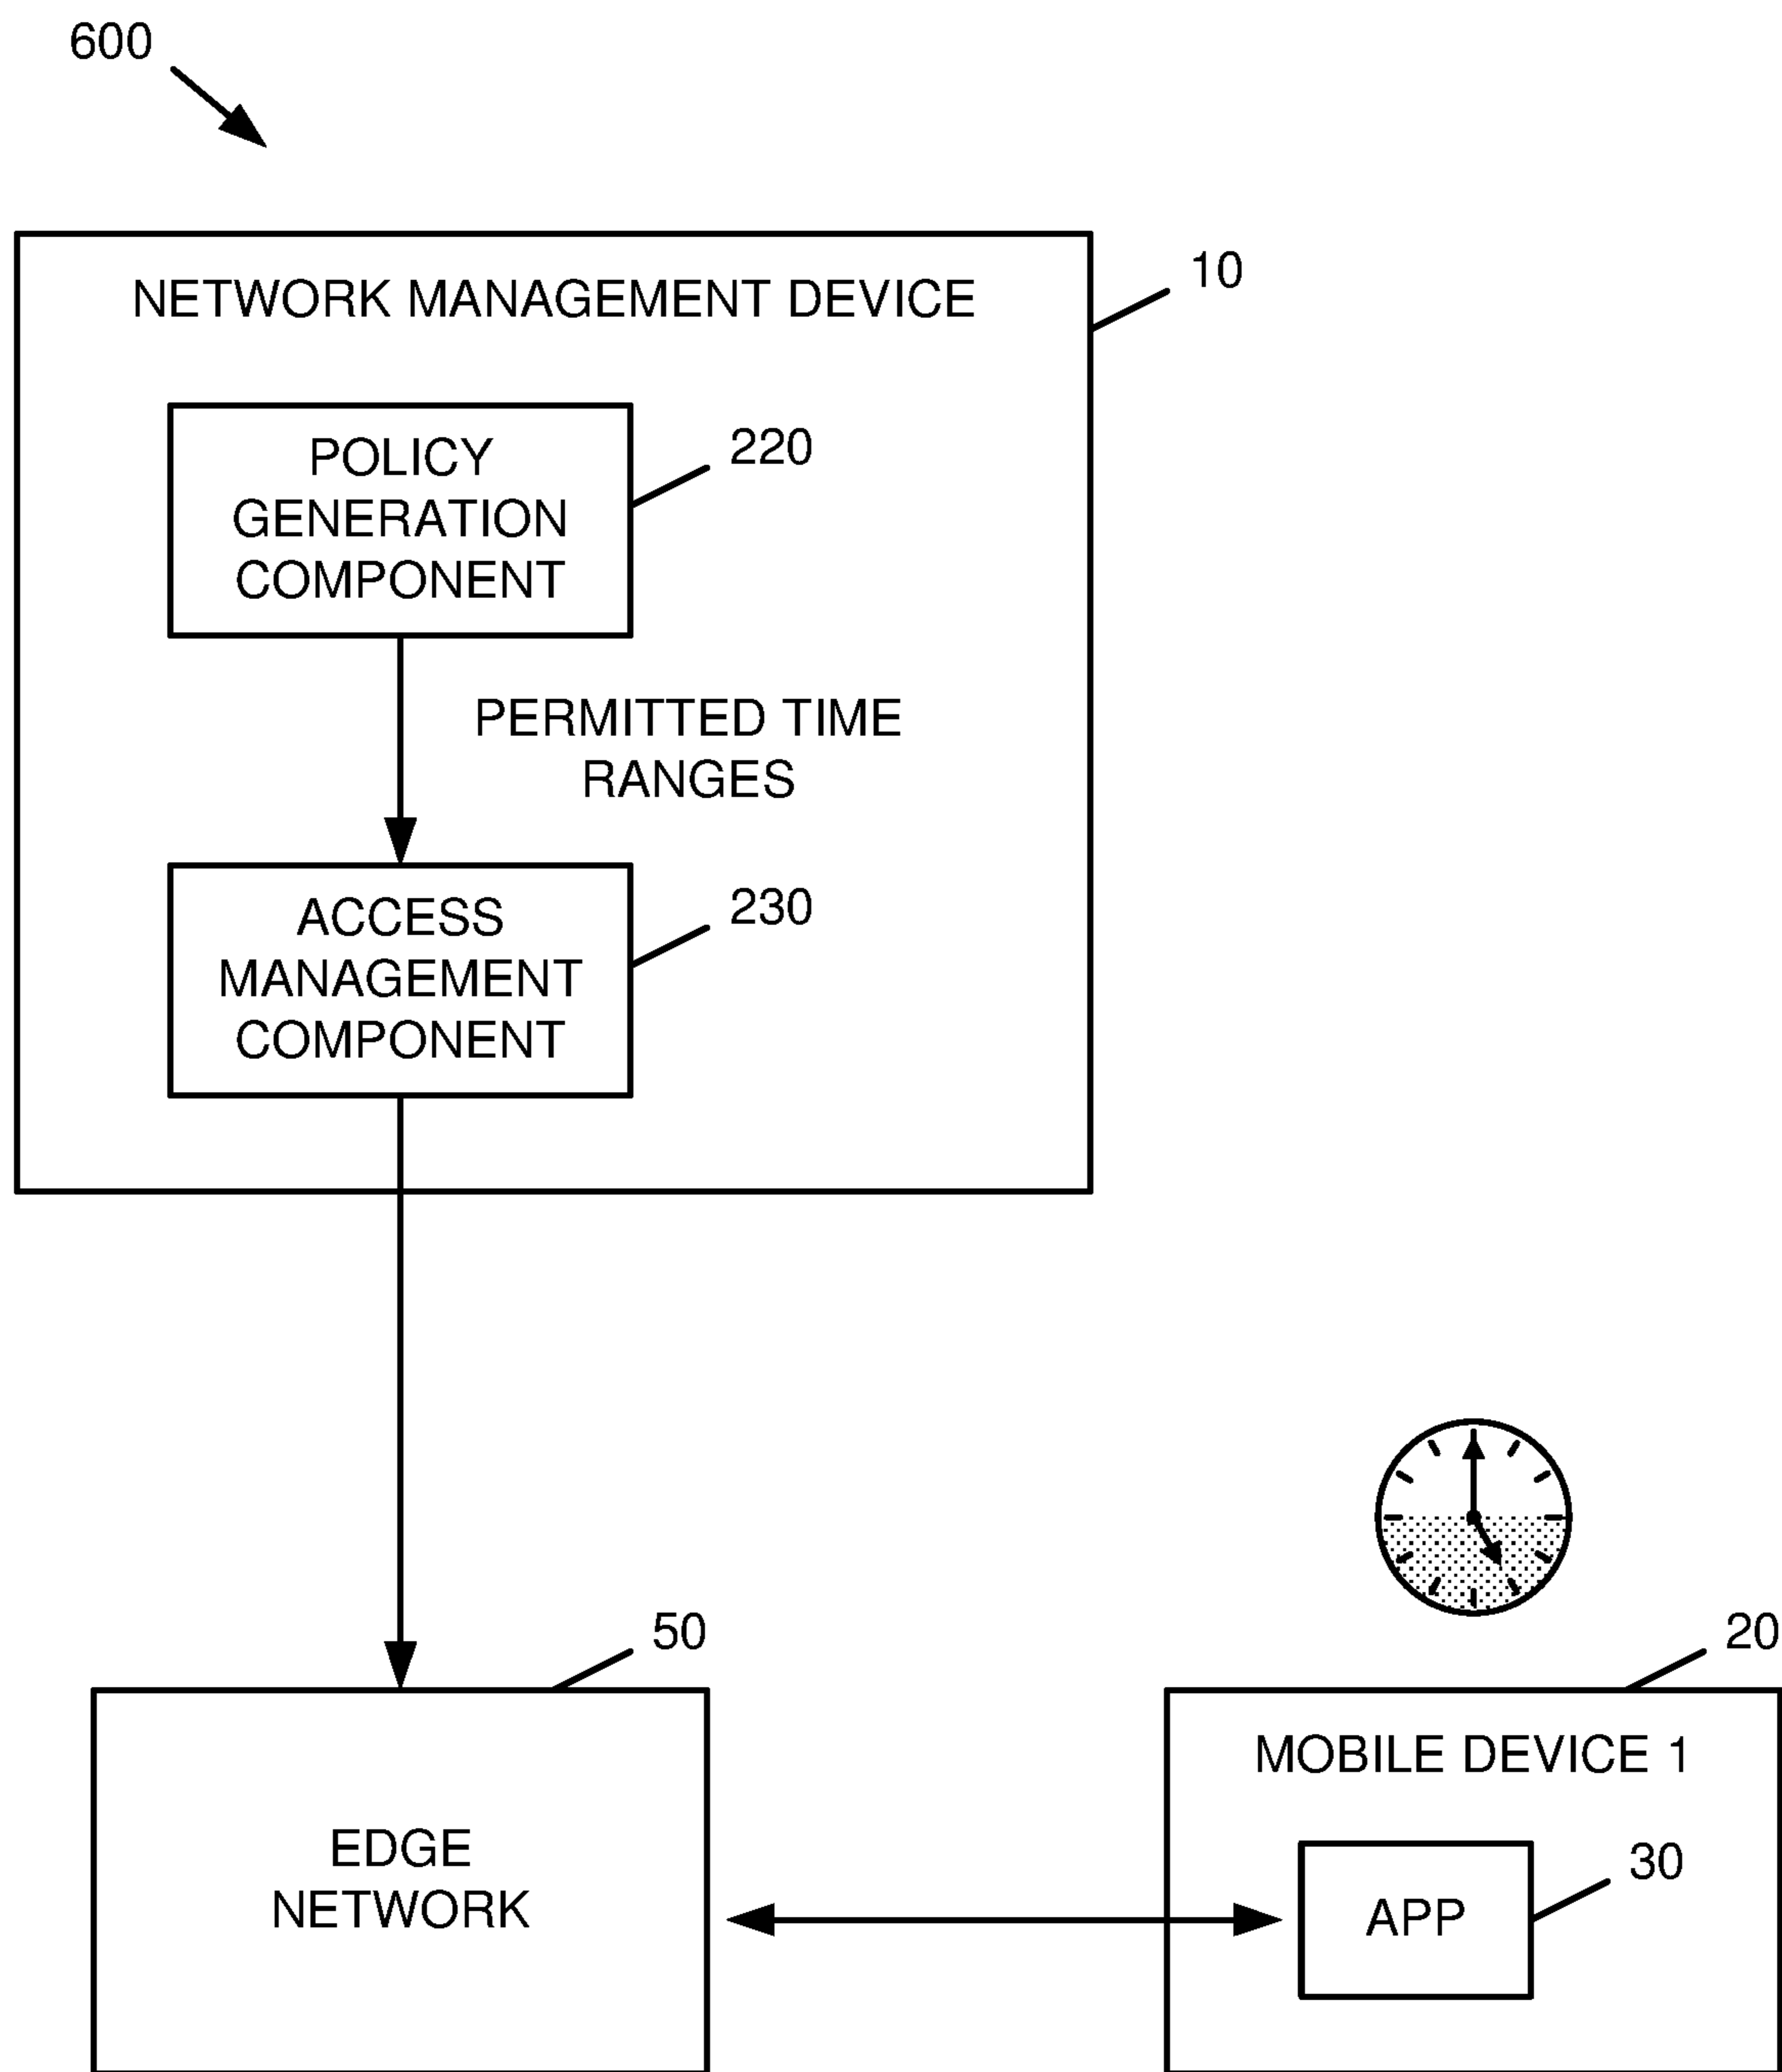 600
10
NETWORK MANAGEMENT DEVICE
220
POLICY
GENERATION
COMPONENT
PERMITTED TIME
RANGES
230
ACCESS
MANAGEMENT
COMPONENT
50
EDGE
NETWORK
20
MOBILE DEVICE 1
30
APP